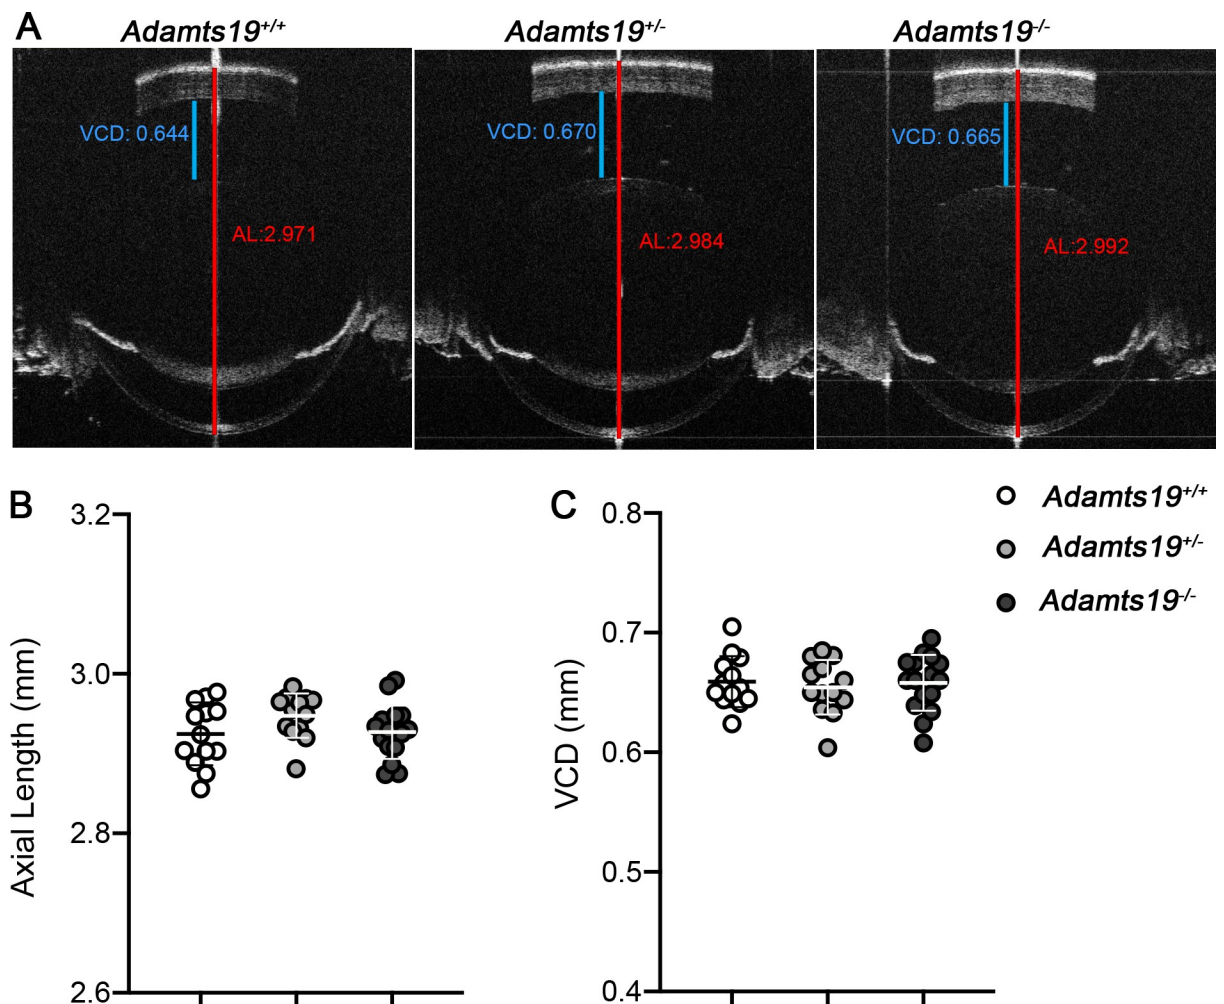 A
Adamts19+/+
Adamts19+/-
Adamts19-/-
VCD: 0.644
AL:2.971
VCD: 0.670
AL:2.984
VCD: 0.665
AL:2.992
B
Axial Length (mm)
3.2
3.0
2.8
2.6
C
VCD (mm)
0.8
0.7
0.6
0.5
0.4
Adamts19+/+
Adamts19+/-
Adamts19-/-